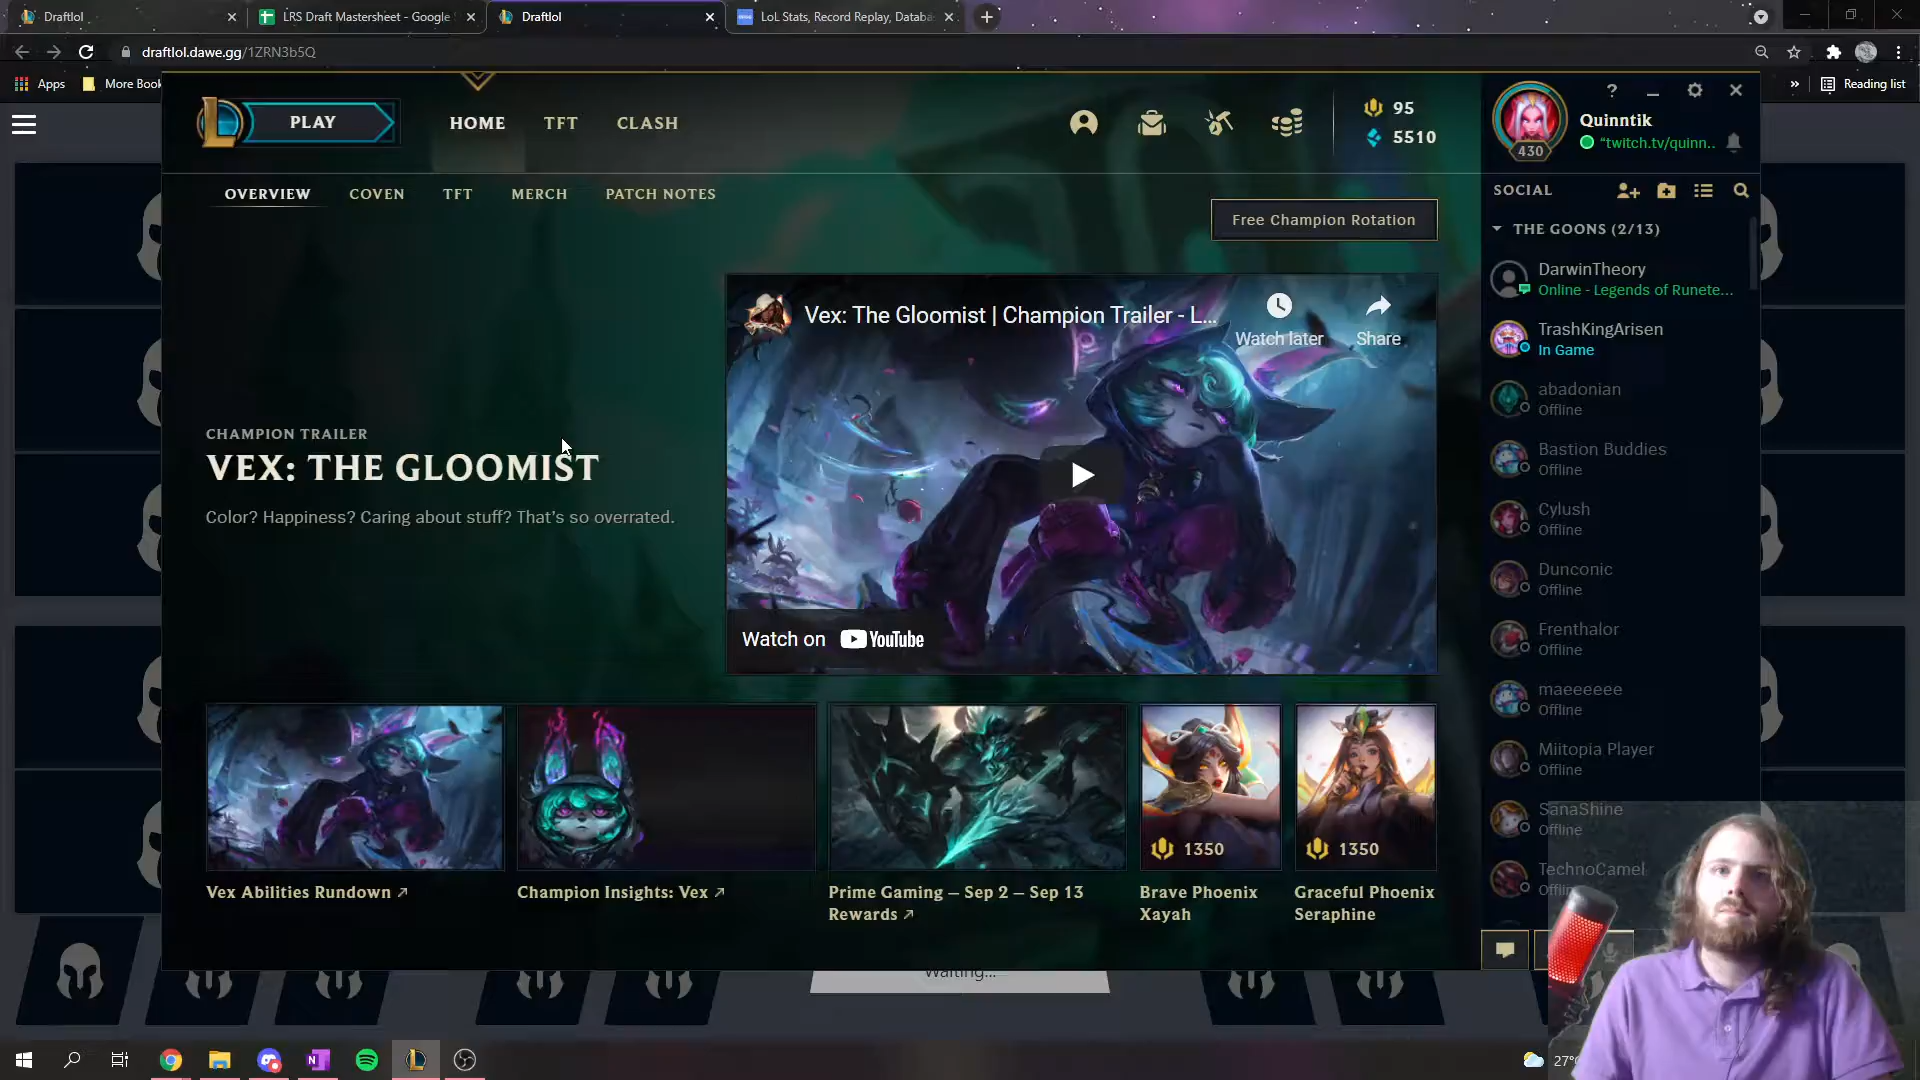 Draftlol
LRS Draft Mastersheet - Google
Draftlol
LoL Stats, Record Replay, Databa
draftlol.dawe.gg/1ZRN3b5Q
Apps
More Book
Reading list
PLAY
HOME
TFT
CLASH
95
5510
430
Quinntik
"twitch.tv/quinn..
OVERVIEW
COVEN
TFT
MERCH
PATCH NOTES
Free Champion Rotation
SOCIAL
THE GOONS (2/13)
DarwinTheory
Online - Legends of Runete...
TrashKingArisen
In Game
abadonian
Offline
Bastion Buddies
Offline
Cylush
Offline
Dunconic
Offline
Frenthalor
Offline
maeeeeee
Offline
Miitopia Player
Offline
SanaShine
Offline
TechnoCamel
Offlin
CHAMPION TRAILER
VEX: THE GLOOMIST
Color? Happiness? Caring about stuff? That's so overrated.
Vex: The Gloomist | Champion Trailer - L...
Watch later
Share
Watch on YouTube
Vex Abilities Rundown
Champion Insights: Vex
Prime Gaming – Sep 2 – Sep 13
Rewards
1350
Brave Phoenix
Xayah
1350
Graceful Phoenix
Seraphine
Waiting...
27°